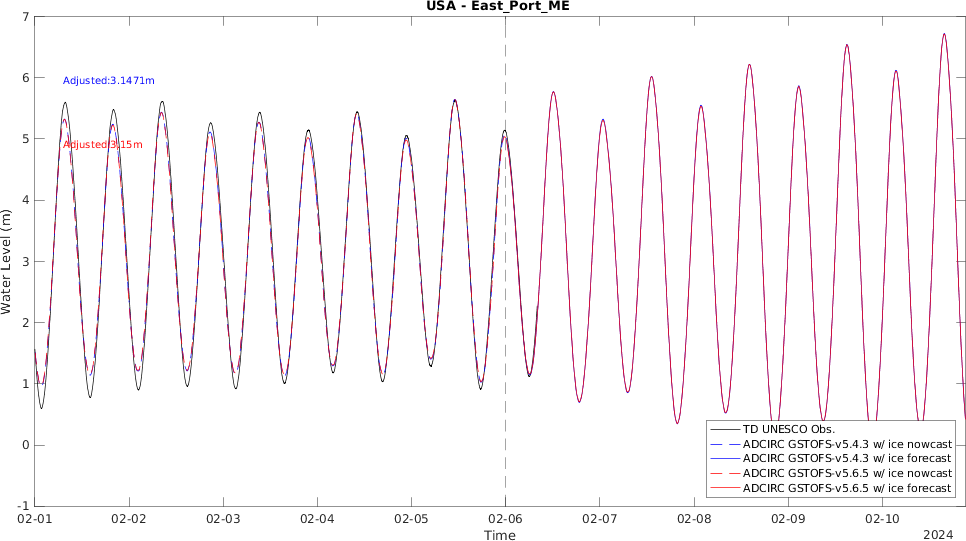 USA - East_Port_ME
7
6
5
4
3
2
1
0
-1
Water Level (m)
Adjusted:3.1471m
Adjusted:3.15m
TD UNESCO Obs.
ADCIRC GSTOFS-v5.4.3 w/ ice nowcast
ADCIRC GSTOFS-v5.4.3 w/ ice forecast
ADCIRC GSTOFS-v5.6.5 w/ ice nowcast
ADCIRC GSTOFS-v5.6.5 w/ ice forecast
02-01 02-02 02-03 02-04 02-05 02-06 02-07 02-08 02-09 02-10
Time
2024